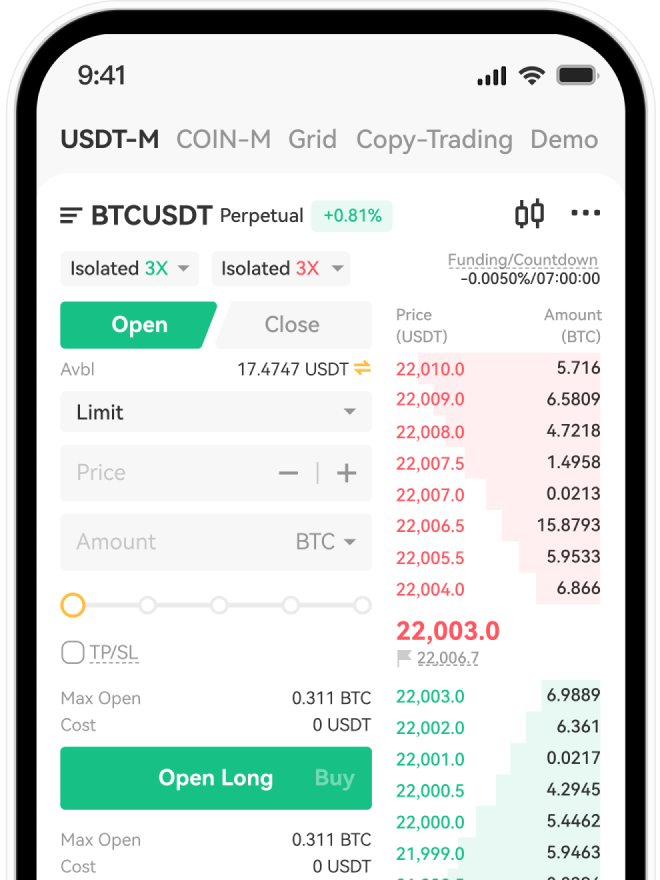 9:41
USDT-M COIN-M Grid Copy-Trading Demo
BTCUSDT Perpetual +0.81%
Isolated 3X Isolated 3X
Funding/Countdown
-0.0050%/07:00:00
Open Close
Avbl 17.4747 USDT
Limit
Price
Amount BTC
TP/SL
Max Open 0.311 BTC
Cost 0 USDT
Open Long Buy
Max Open 0.311 BTC
Cost 0 USDT
Price Amount
(USDT) (BTC)
22,010.0 5.716
22,009.0 6.5809
22,008.0 4.7218
22,007.5 1.4958
22,007.0 0.0213
22,006.5 15.8793
22,005.5 5.9533
22,004.0 6.866
22,003.0
22,006.7
22,003.0 6.9889
22,002.0 6.361
22,001.0 0.0217
22,000.5 4.2945
22,000.0 5.4462
21,999.0 5.9463